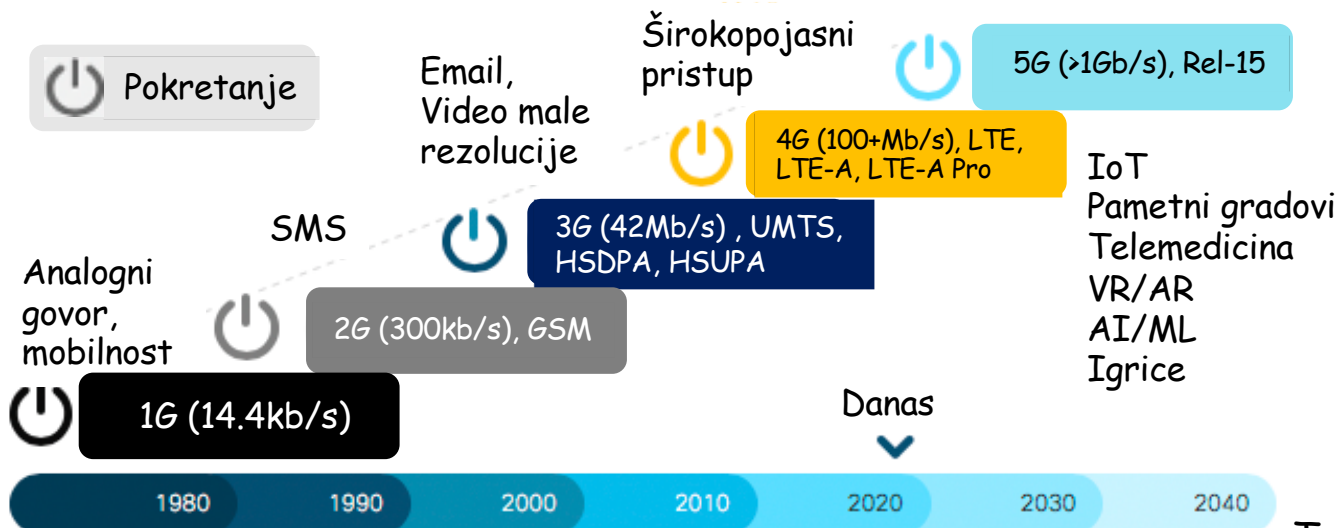 Pokretanje
Analogni
govor,
mobilnost
1G (14.4kb/s)
SMS
2G (300kb/s), GSM
Email,
Video male
rezolucije
3G (42Mb/s) , UMTS,
HSDPA, HSUPA
Širokopojasni
pristup
4G (100+Mb/s), LTE,
LTE-A, LTE-A Pro
5G (>1Gb/s), Rel-15
IoT
Pametni gradovi
Telemedicina
VR/AR
AI/ML
Igrice
Danas
1980 1990 2000 2010 2020 2030 2040